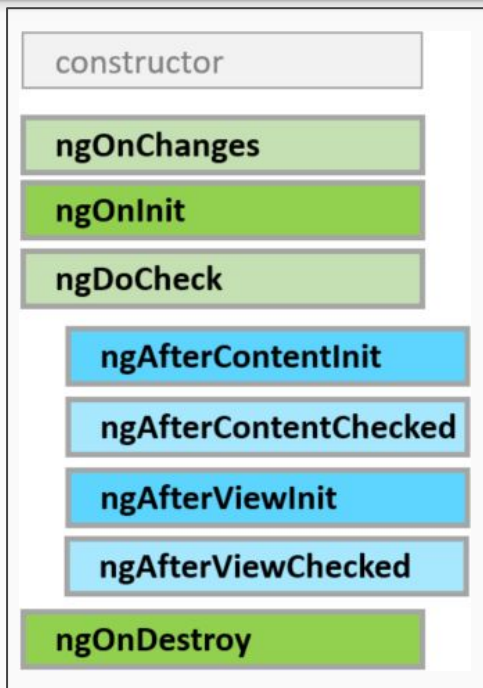 constructor
ngOnChanges
ngOnInit
ngDoCheck
ngAfterContentInit
ngAfterContentChecked
ngAfterViewInit
ngAfterViewChecked
ngOnDestroy